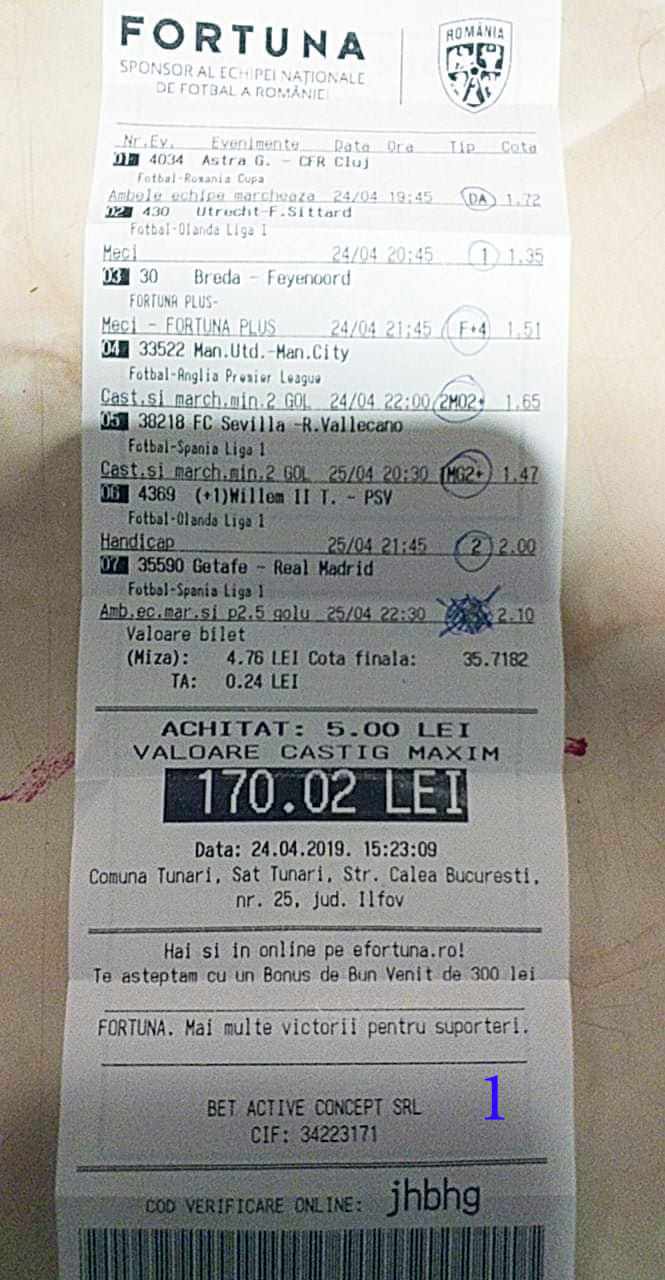 FORTUNA
SPONSOR AL ECHIPEI NAȚIONALE
DE FOTBAL A ROMÂNIEI
ROMÂNIA
Nr.Ev. Evenimente Data Ora Tip Cota
01 4034 Astra G. - CFR Cluj
Fotbal-Romania Cupa
Ambele echipe marcheaza 24/04 19:45 DA 1.72
02 430 Utrecht-F.Sittard
Fotbal-Olanda Liga I
Meci 24/04 20:45 1 1.35
03 30 Breda - Feyenoord
FORTUNA PLUS-
Meci - FORTUNA PLUS 24/04 21:45 F+4 1.51
04 33522 Man.Utd.-Man.City
Fotbal-Anglia Premier League
Cast.si march.min.2 GOL 24/04 22:00 2MO2+ 1.65
05 38218 FC Sevilla -R.Vallecano
Fotbal-Spania Liga 1
Cast.si march.min.2 GOL 25/04 20:30 1MG2+ 1.47
06 4369 (+1)Willem II T. - PSV
Fotbal-Olanda Liga 1
Handicap 25/04 21:45 2 2.00
07 35590 Getafe - Real Madrid
Fotbal-Spania Liga 1
Amb.ec.mar.si p2.5 golu 25/04 22:30 2.10
Valoare bilet
(Miza): 4.76 LEI Cota finala: 35.7182
TA: 0.24 LEI
ACHITAT: 5.00 LEI
VALOARE CASTIG MAXIM
170.02 LEI
Data: 24.04.2019. 15:23:09
Comuna Tunari, Sat Tunari, Str. Calea Bucuresti,
nr. 25, jud. Ilfov
Hai si in online pe efortuna.ro!
Te asteptam cu un Bonus de Bun Venit de 300 lei
FORTUNA. Mai multe victorii pentru suporteri.
1
BET ACTIVE CONCEPT SRL
CIF: 34223171
COD VERIFICARE ONLINE: jhbhg